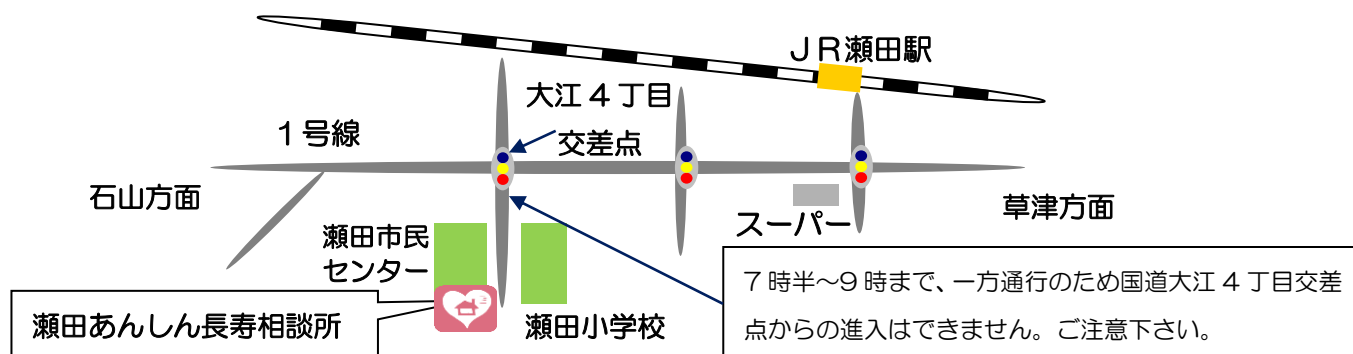 ＪＲ瀬田駅
大江４丁目
交差点
１号線
石山方面
草津方面
スーパー
瀬田市民
センター
瀬田小学校
瀬田あんしん長寿相談所
７時半～９時まで、一方通行のため国道大江４丁目交差
点からの進入はできません。ご注意下さい。